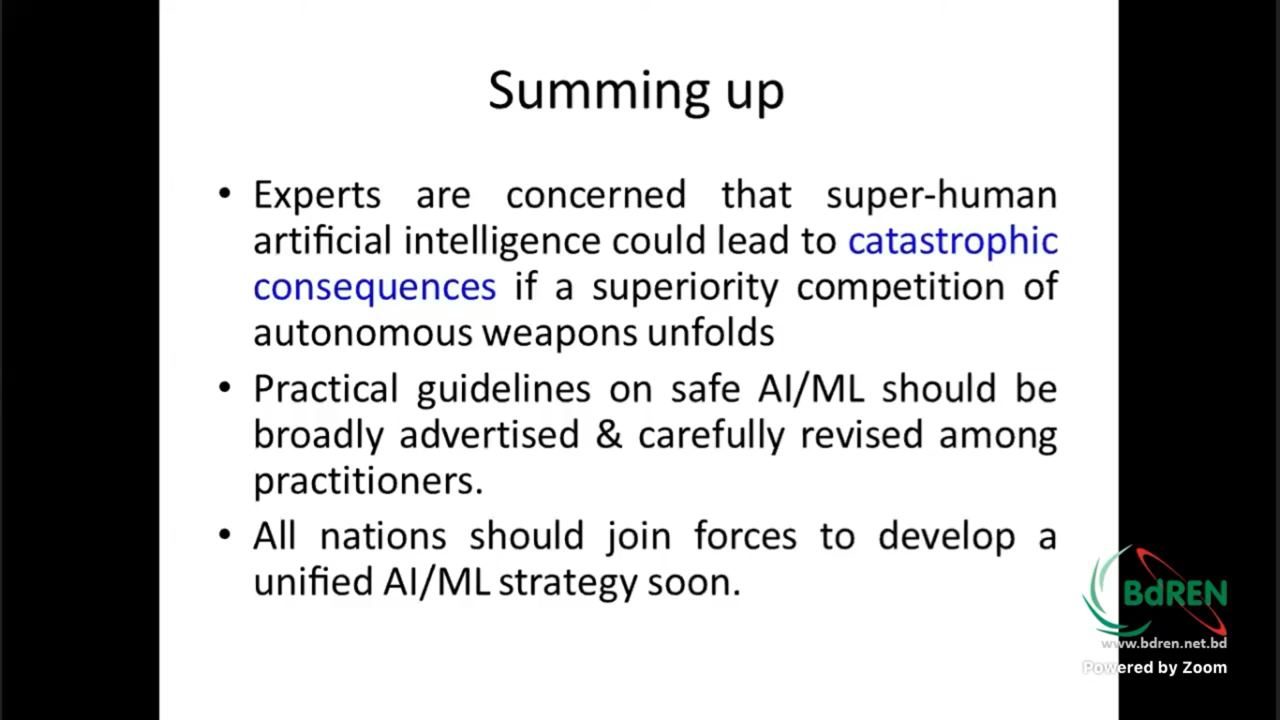 Summing up
• Experts are concerned that super-human
artificial intelligence could lead to catastrophic
consequences if a superiority competition of
autonomous weapons unfolds
• Practical guidelines on safe AI/ML should be
broadly advertised & carefully revised among
practitioners.
• All nations should join forces to develop a
unified AI/ML strategy soon.
BdREN
www.bdren.net.bd
Powered by Zoom